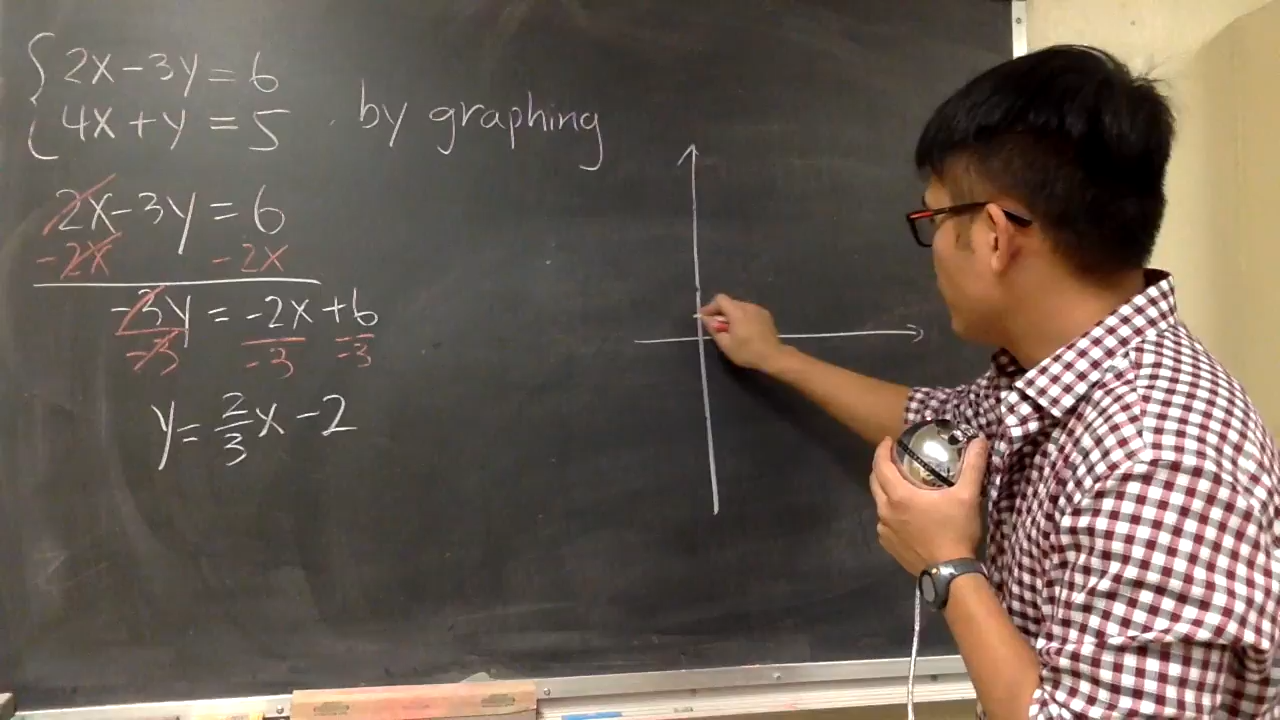 2x-3y=6
4x+y=5 by graphing
2x-3y=6
-2x -2x
-3y = -2x +6
-3 -3 -3
y= 2/3 x -2